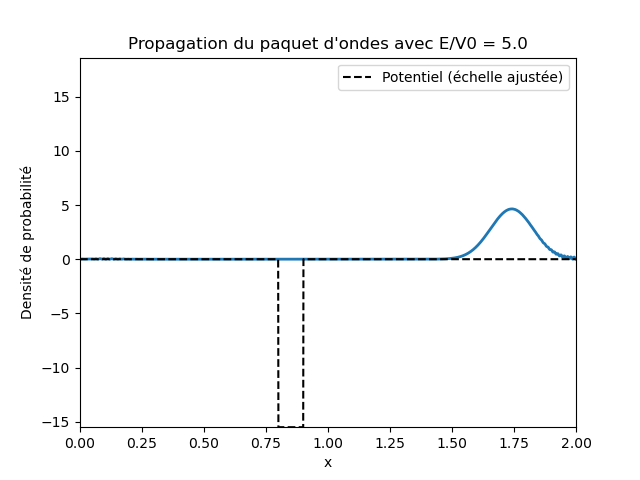 Propagation du paquet d'ondes avec E/V0 = 5.0
Potentiel (échelle ajustée)
Densité de probabilité
15
10
5
0
−5
−10
−15
0.00 0.25 0.50 0.75 1.00 1.25 1.50 1.75 2.00
x